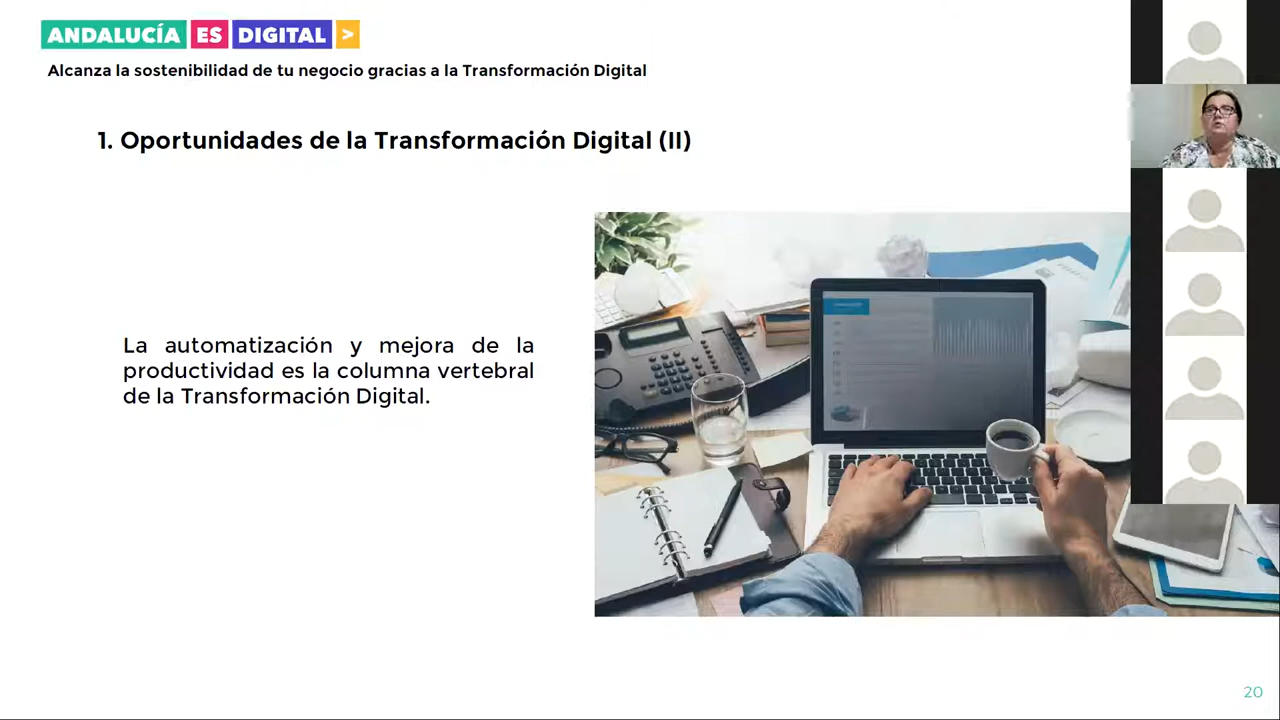 ANDALUCÍA ES DIGITAL >
Alcanza la sostenibilidad de tu negocio gracias a la Transformación Digital
1. Oportunidades de la Transformación Digital (II)
La automatización y mejora de la
productividad es la columna vertebral
de la Transformación Digital.
20